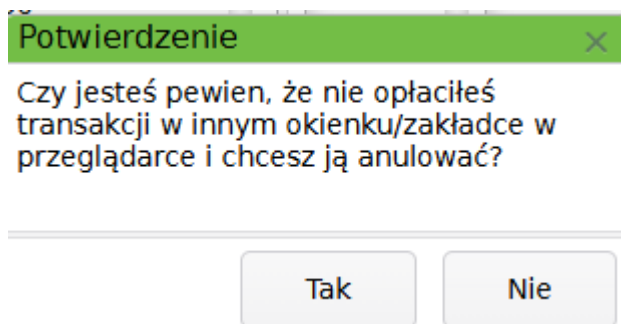 Potwierdzenie
Czy jesteś pewien, że nie opłaciłeś
transakcji w innym okienku/zakładce w
przeglądarce i chcesz ją anulować?
Tak Nie